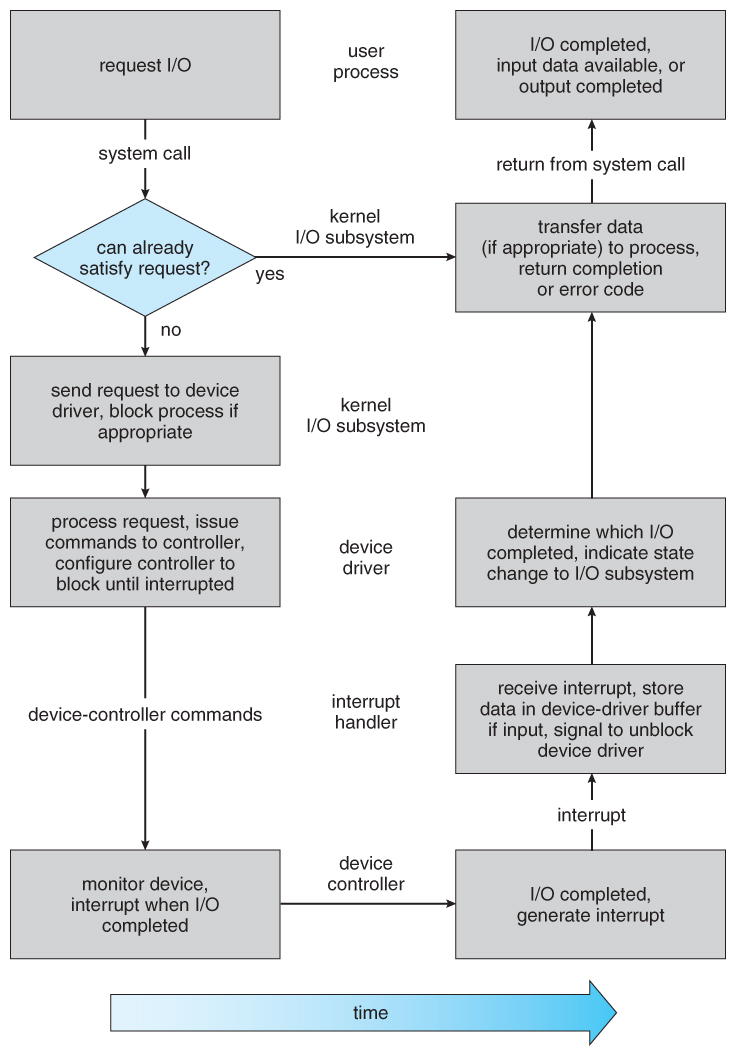 request I/O
user
process
I/O completed,
input data available, or
output completed
system call
return from system call
can already
satisfy request?
kernel
I/O subsystem
yes
transfer data
(if appropriate) to process,
return completion
or error code
no
send request to device
driver, block process if
appropriate
kernel
I/O subsystem
process request, issue
commands to controller,
configure controller to
block until interrupted
device
driver
determine which I/O
completed, indicate state
change to I/O subsystem
device-controller commands
interrupt
handler
receive interrupt, store
data in device-driver buffer
if input, signal to unblock
device driver
interrupt
monitor device,
interrupt when I/O
completed
device
controller
I/O completed,
generate interrupt
time